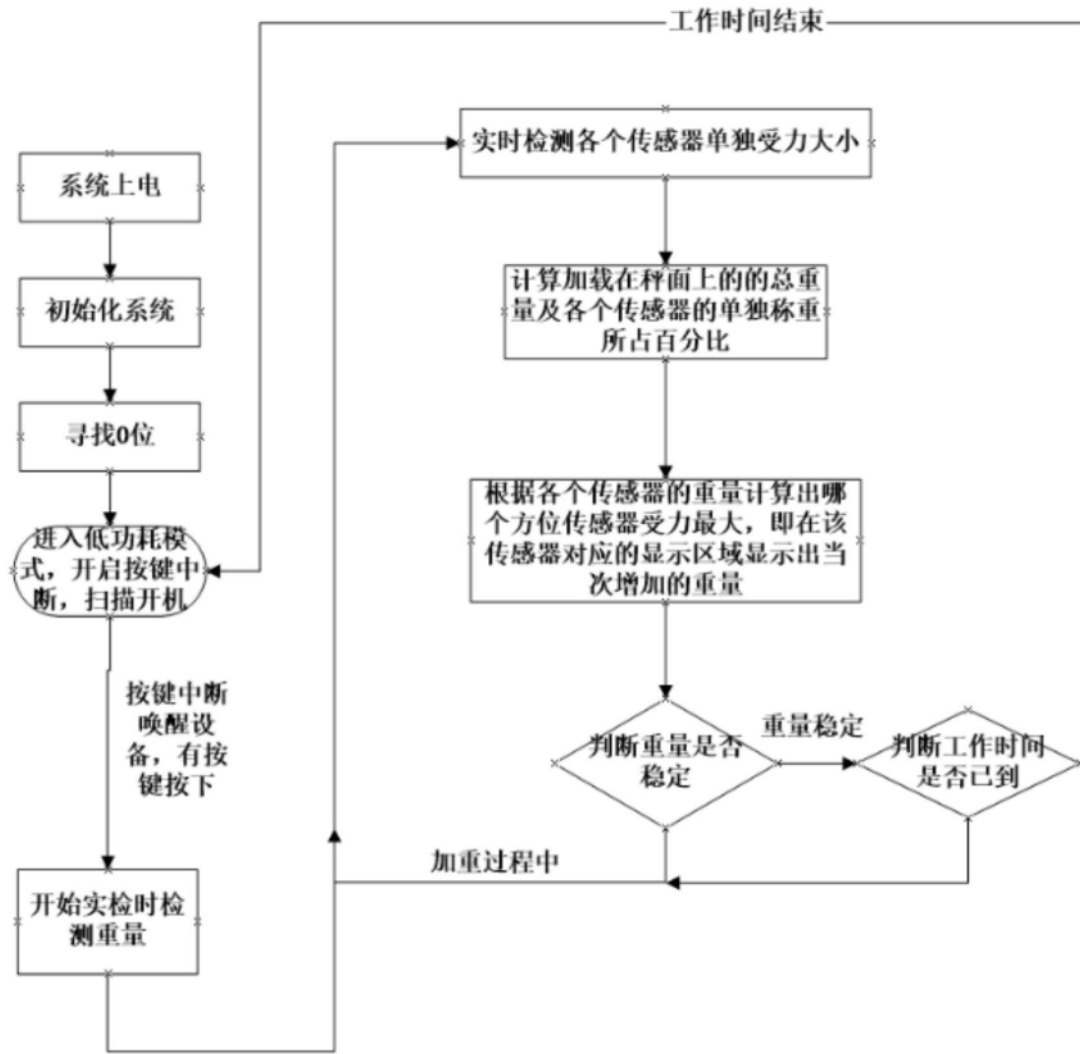 工作时间结束
系统上电
初始化系统
寻找0位
进入低功耗模
式，开启按键中
断，扫描开机
按键中断
唤醒设
备，有按
键按下
开始实检时检
测重量
实时检测各个传感器单独受力大小
计算加载在秤面上的的总重
量及各个传感器的单独称重
所占百分比
根据各个传感器的重量计算出哪
个方位传感器受力最大，即在该
传感器对应的显示区域显示出当
次增加的重量
判断重量是否
稳定
重量稳定
判断工作时间
是否已到
加重过程中